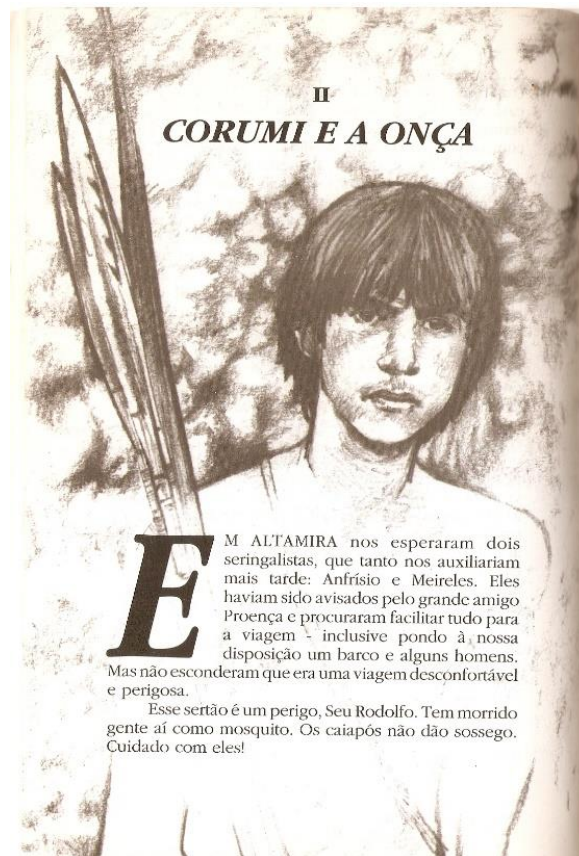 II
CORUMI E A ONÇA
EM ALTAMIRA nos esperaram dois
seringalistas, que tanto nos auxiliariam
mais tarde: Anfrísio e Meireles. Eles
haviam sido avisados pelo grande amigo
Proença e procuraram facilitar tudo para
a viagem - inclusive pondo à nossa
disposição um barco e alguns homens.
Mas não esconderam que era uma viagem desconfortável
e perigosa.
Esse sertão é um perigo, Seu Rodolfo. Tem morrido
gente aí como mosquito. Os caiapós não dão sossego.
Cuidado com eles!